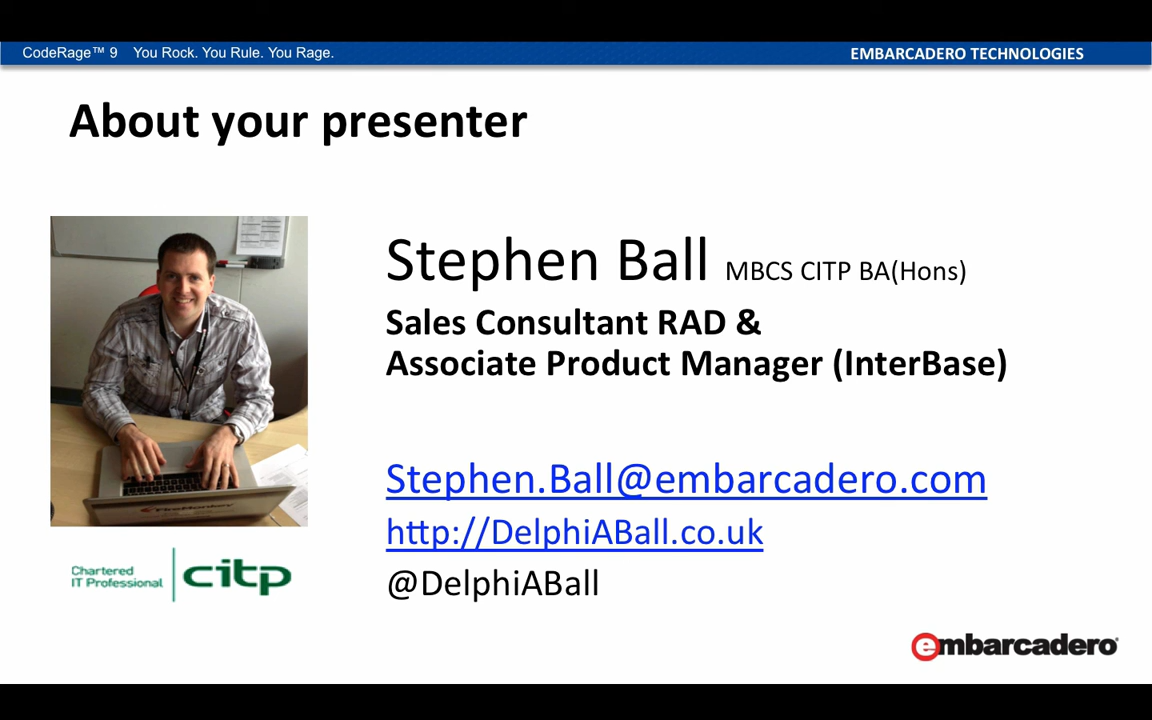 CodeRage™ 9 You Rock. You Rule. You Rage.
EMBARCADERO TECHNOLOGIES
About your presenter
Stephen Ball MBCS CITP BA(Hons)
Sales Consultant RAD &
Associate Product Manager (InterBase)
Stephen.Ball@embarcadero.com
http://DelphiABall.co.uk
@DelphiABall
FireMonkey
Chartered
IT Professional
citp
embarcadero